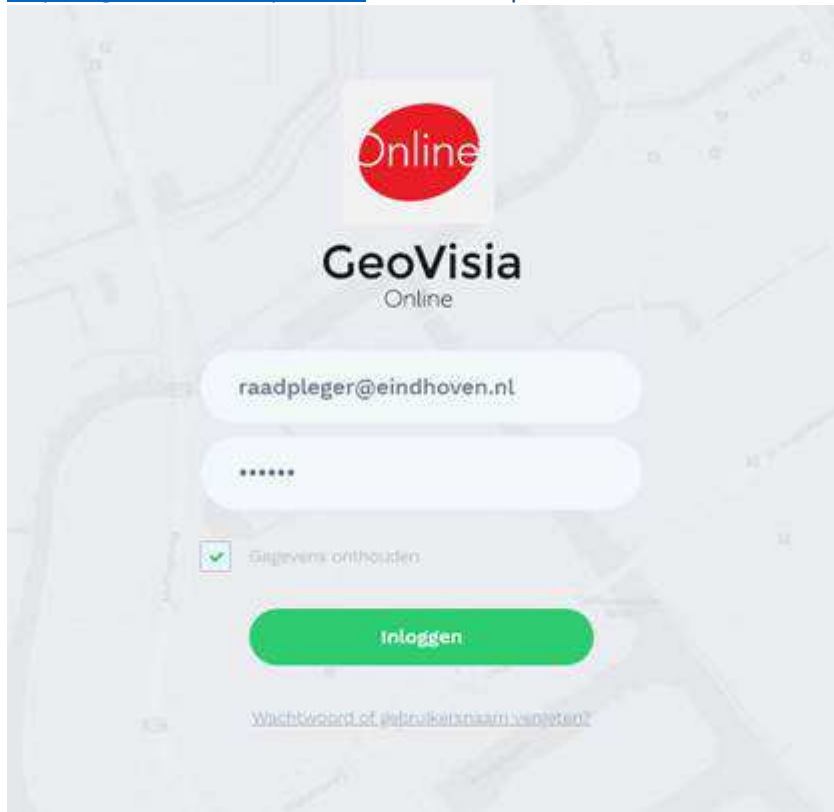 Online
GeoVisia
Online
raadpleger@eindhoven.nl
••••••
Gegevens onthouden
Inloggen
Wachtwoord of gebruikersnaam vergeten?